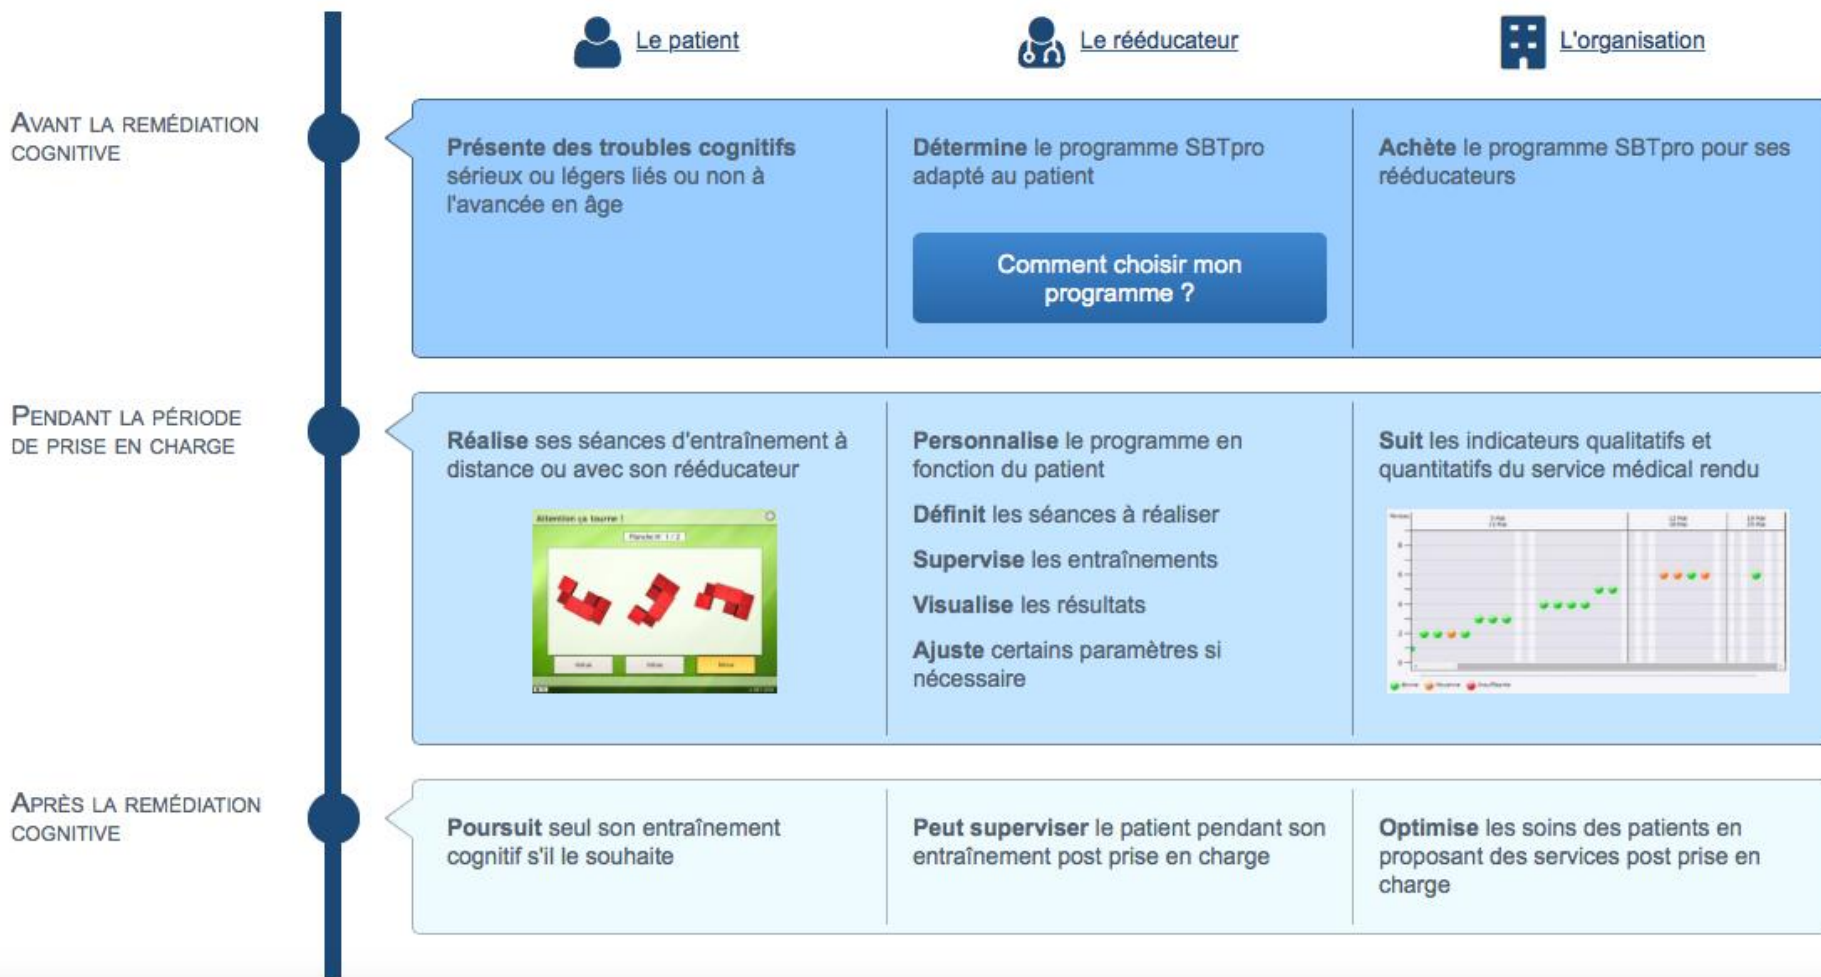 Le patient
Le rééducateur
L'organisation
AVANT LA REMÉDIATION
COGNITIVE
Présente des troubles cognitifs
sérieux ou légers liés ou non à
l'avancée en âge
Détermine le programme SBTpro
adapté au patient
Comment choisir mon
programme ?
Achète le programme SBTpro pour ses
rééducateurs
PENDANT LA PÉRIODE
DE PRISE EN CHARGE
Réalise ses séances d'entraînement à
distance ou avec son rééducateur
Attention ça tourne !
Planche N° 1 / 2
Personnalise le programme en
fonction du patient
Définit les séances à réaliser
Supervise les entraînements
Visualise les résultats
Ajuste certains paramètres si
nécessaire
Suit les indicateurs qualitatifs et
quantitatifs du service médical rendu
APRÈS LA REMÉDIATION
COGNITIVE
Poursuit seul son entraînement
cognitif s'il le souhaite
Peut superviser le patient pendant son
entraînement post prise en charge
Optimise les soins des patients en
proposant des services post prise en
charge